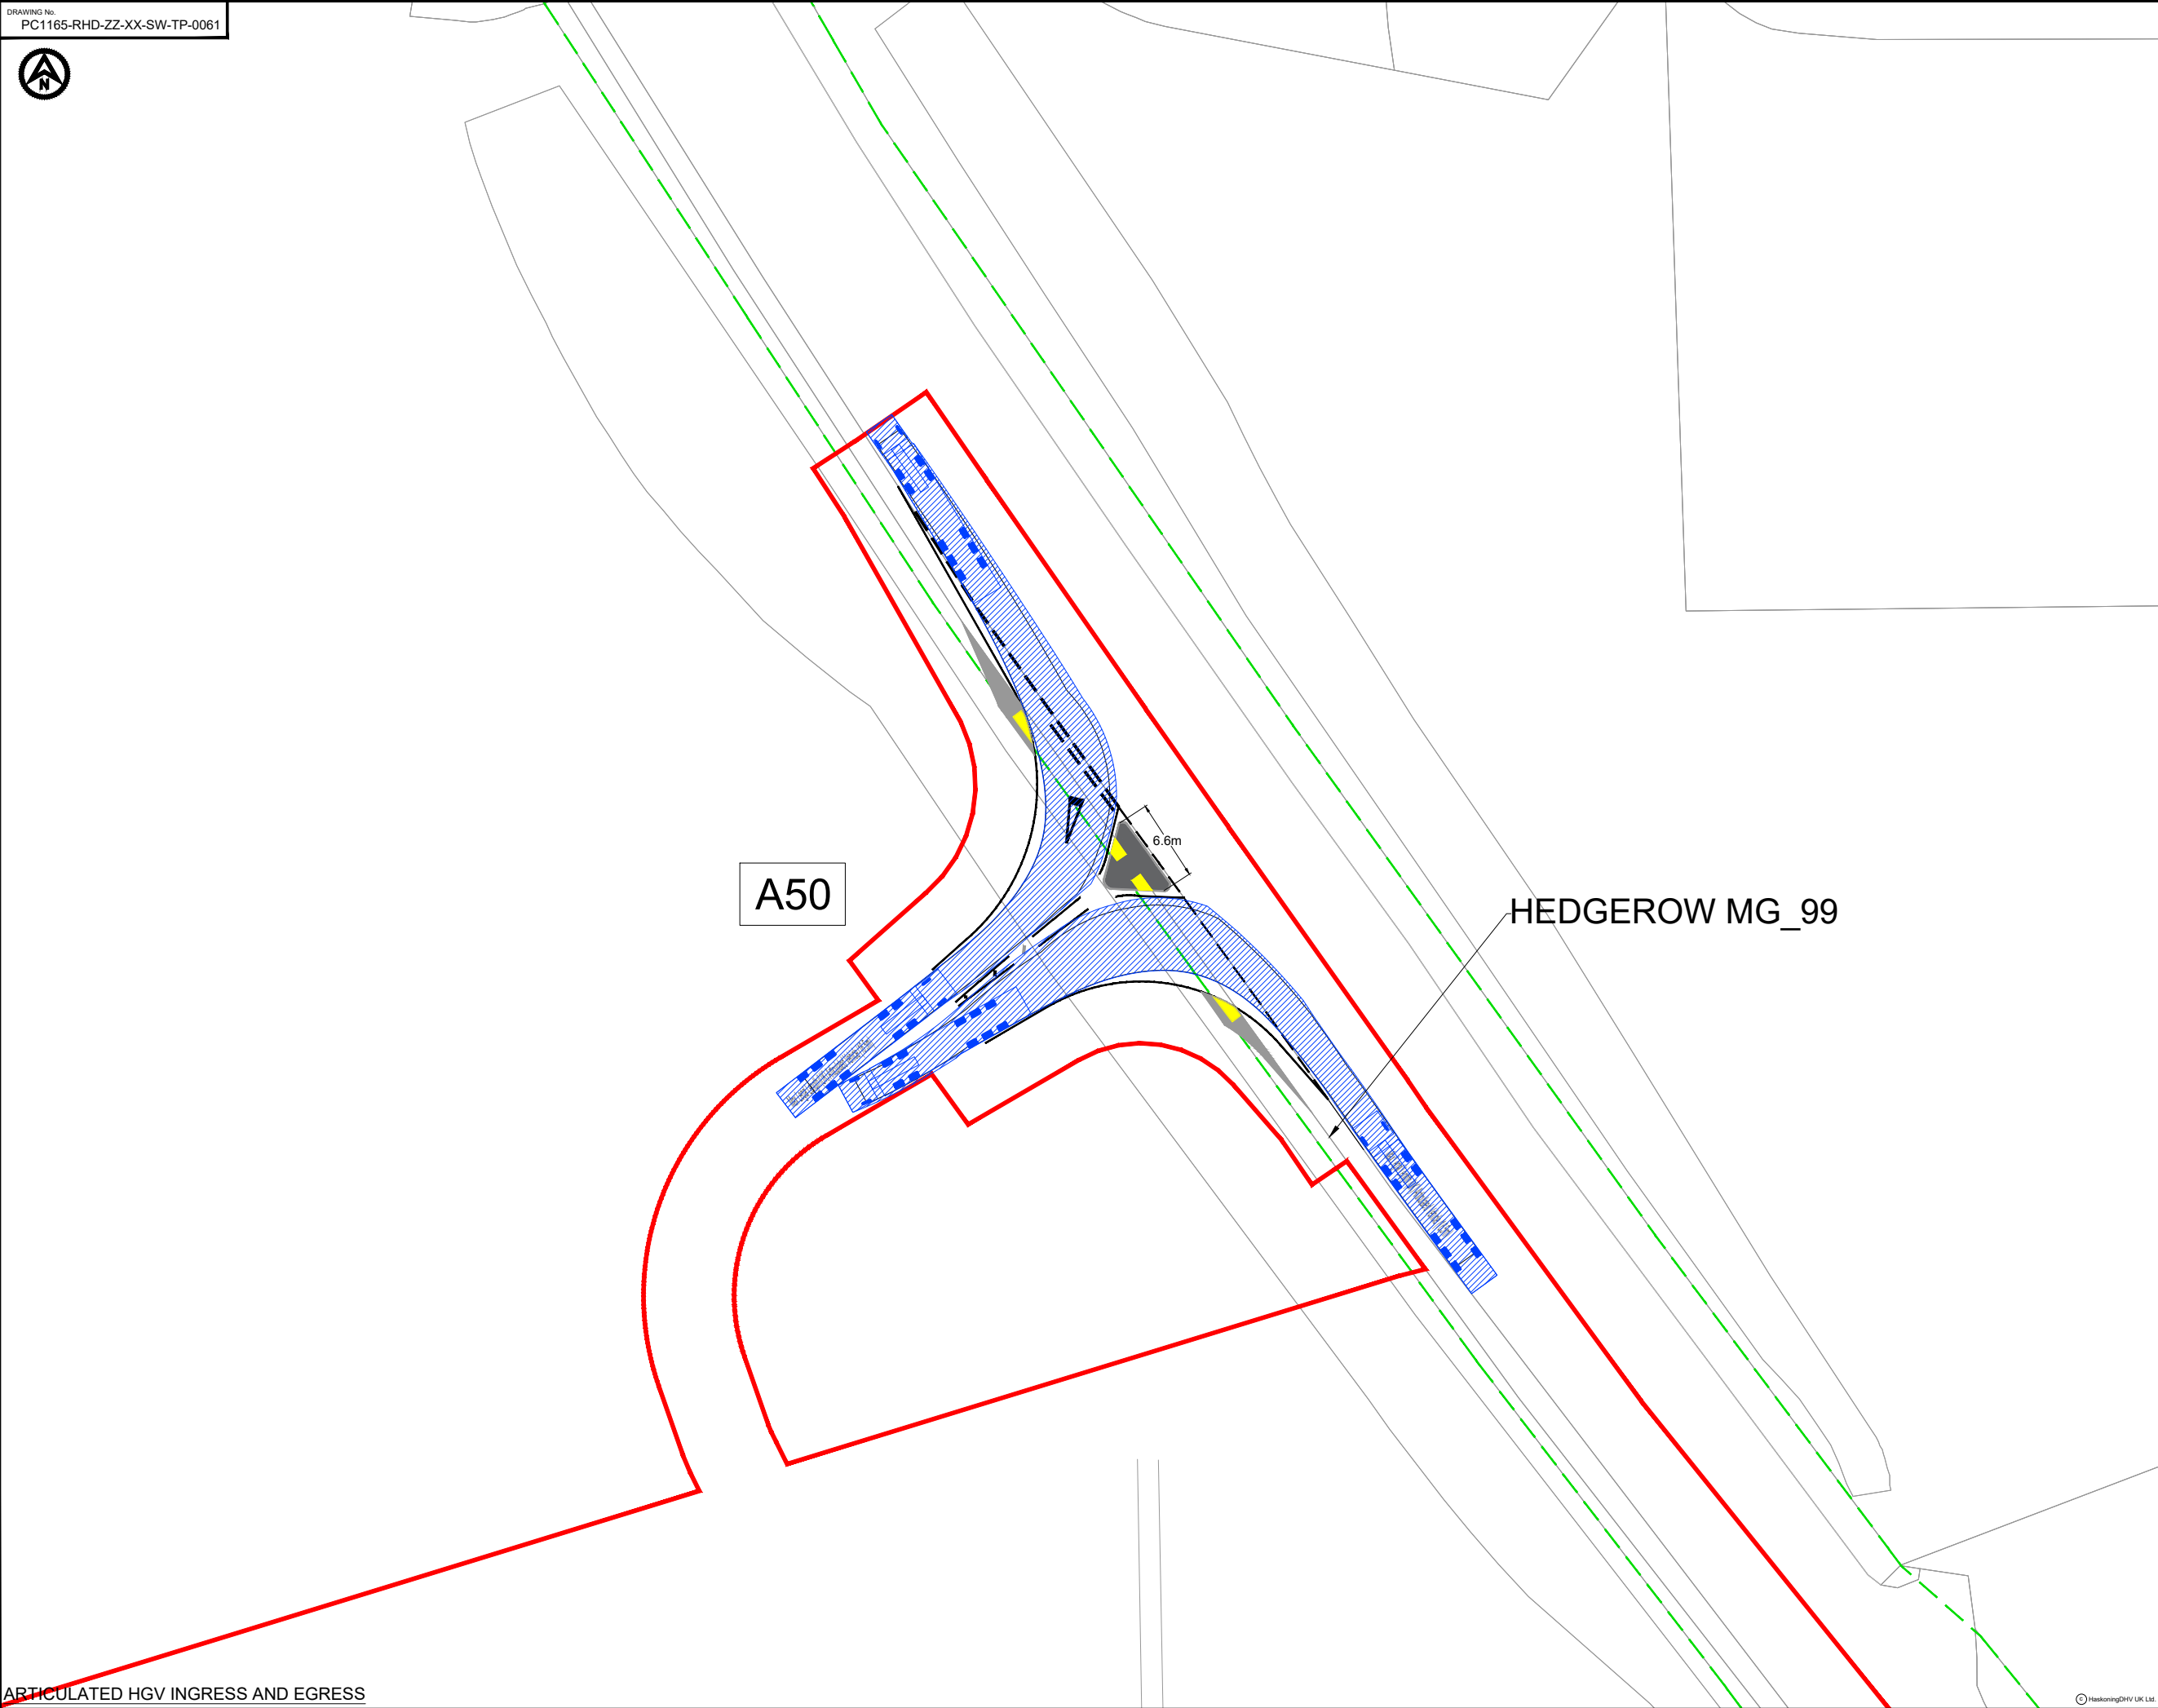 DRAWING No.
PC1165-RHD-ZZ-XX-SW-TP-0061
N
6.6m
A50
HEDGEROW MG_99
ARTICULATED HGV INGRESS AND EGRESS
© HaskoningDHV UK Ltd.